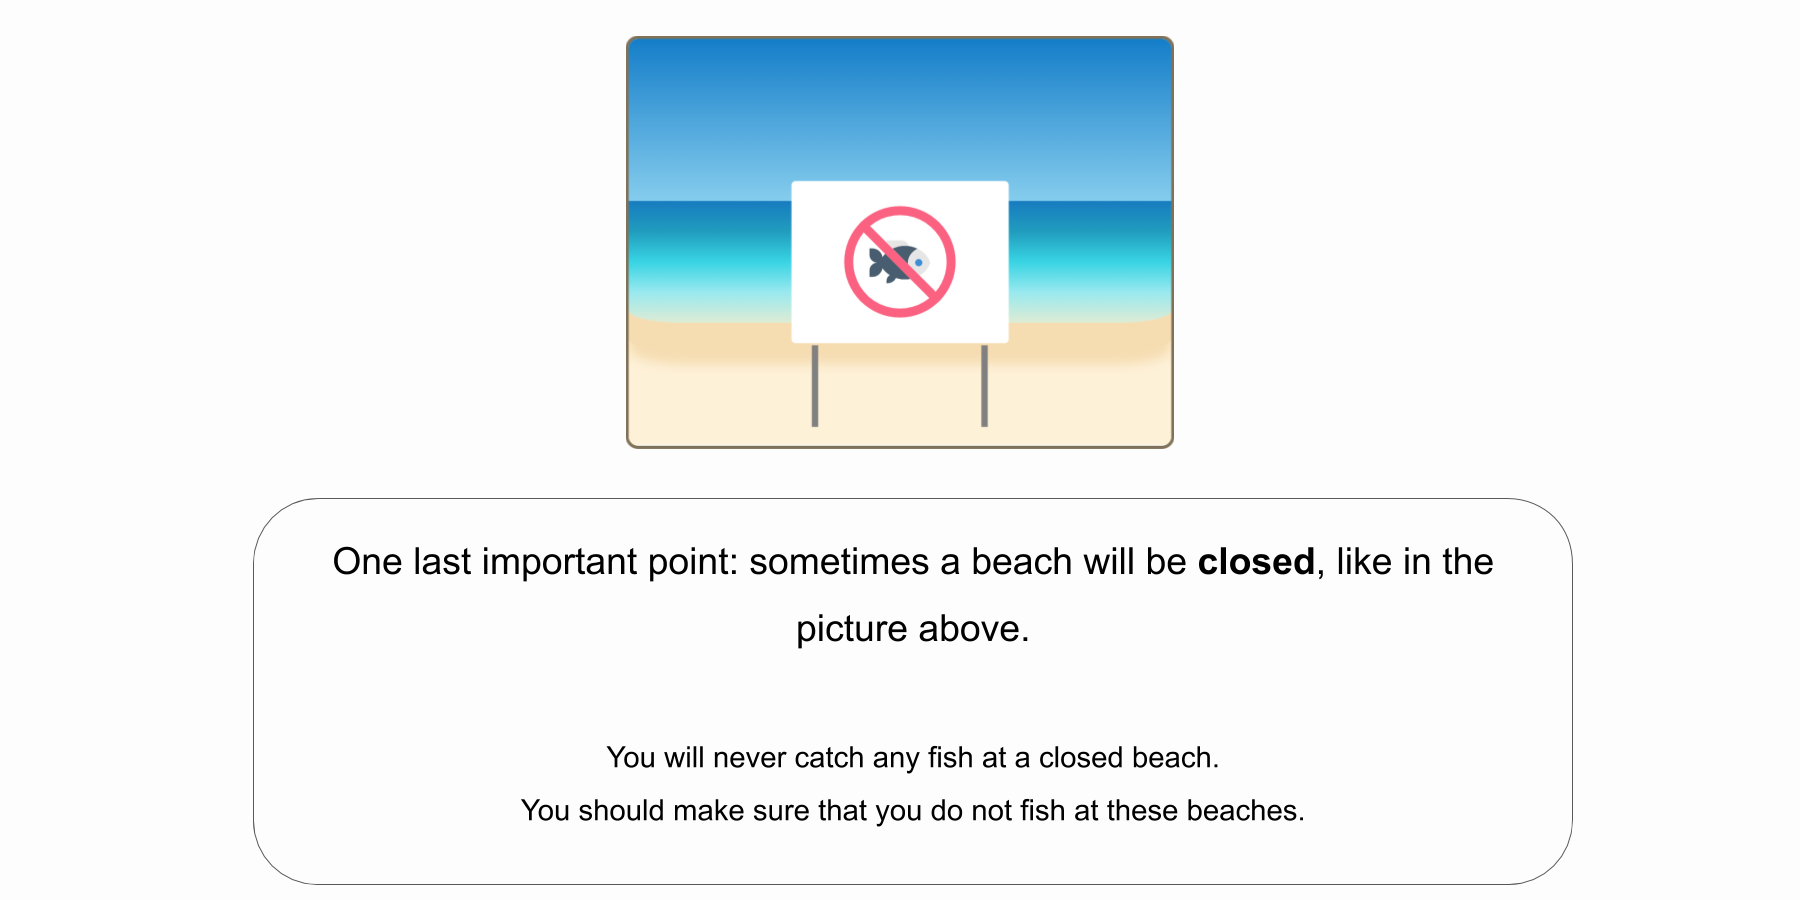 One last important point: sometimes a beach will be closed, like in the
picture above.
You will never catch any fish at a closed beach.
You should make sure that you do not fish at these beaches.